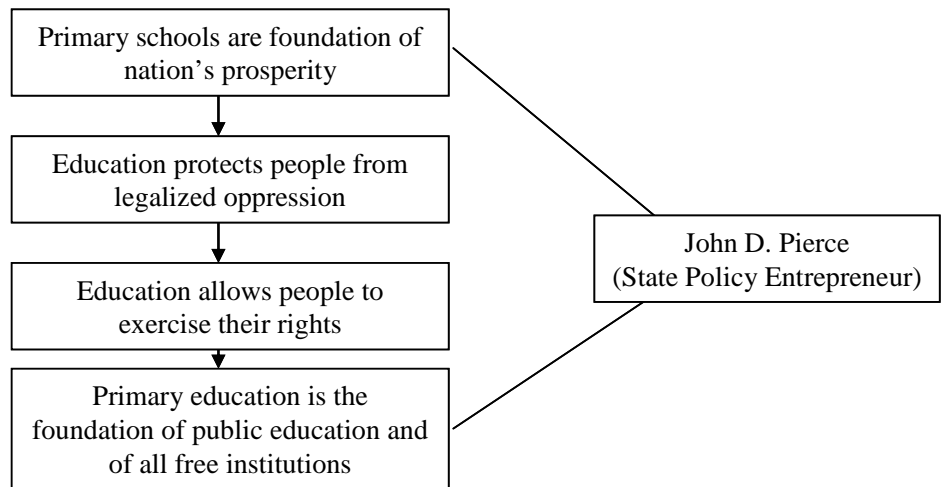 Primary schools are foundation of
nation’s prosperity
Education protects people from
legalized oppression
Education allows people to
exercise their rights
Primary education is the
foundation of public education and
of all free institutions
John D. Pierce
(State Policy Entrepreneur)